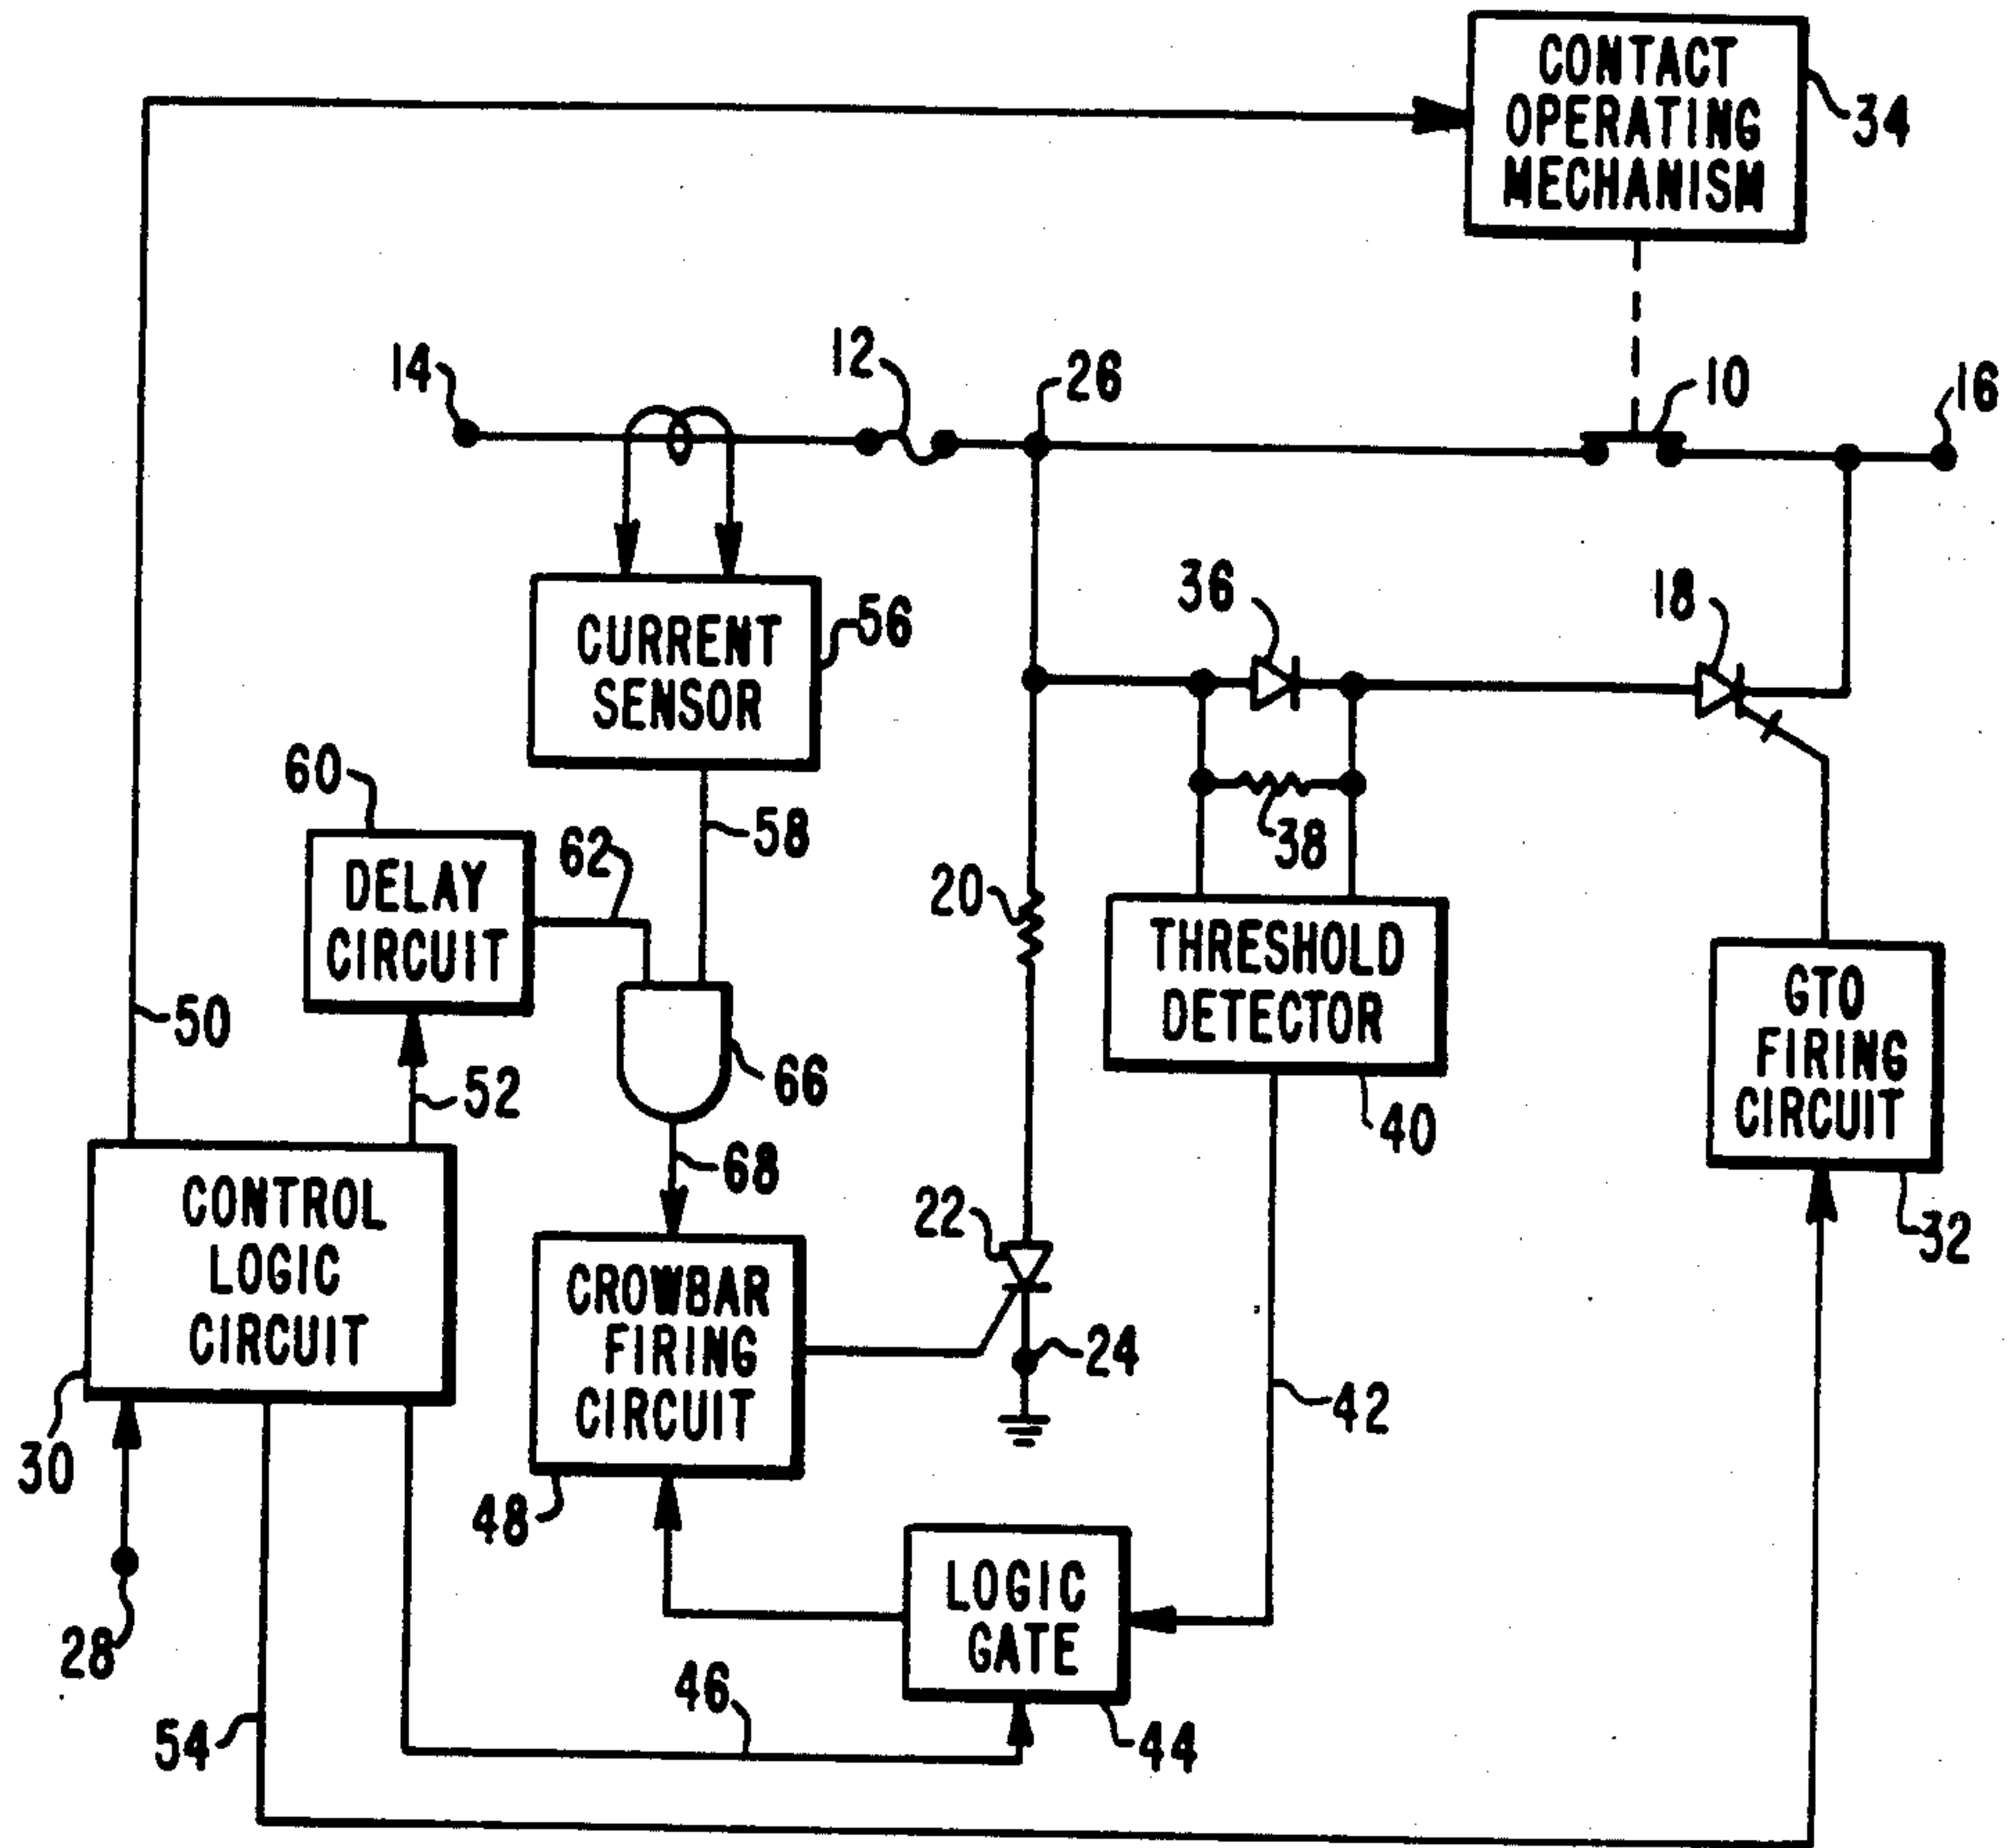 CONTACT
OPERATING
MECHANISM
34
14
12
26
10
16
CURRENT
SENSOR
56
36
18
60
DELAY
CIRCUIT
62
58
38
20
THRESHOLD
DETECTOR
40
GTO
FIRING
CIRCUIT
32
50
52
66
68
CONTROL
LOGIC
CIRCUIT
30
22
CROWBAR
FIRING
CIRCUIT
48
24
42
28
LOGIC
GATE
44
46
54